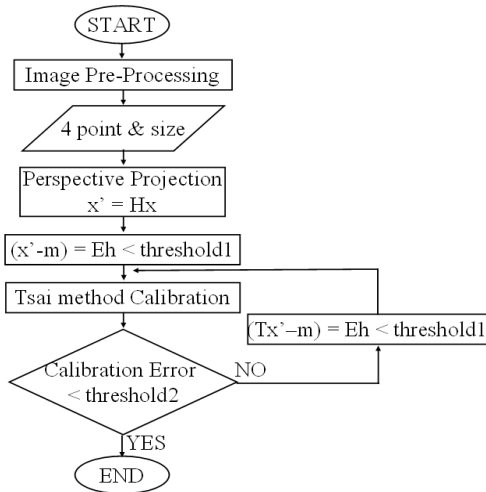 START
Image Pre-Processing
4 point & size
Perspective Projection
x' = Hx
(x'-m) = Eh < threshold1
Tsai method Calibration
(Tx'–m) = Eh < threshold1
Calibration Error
< threshold2
NO
YES
END